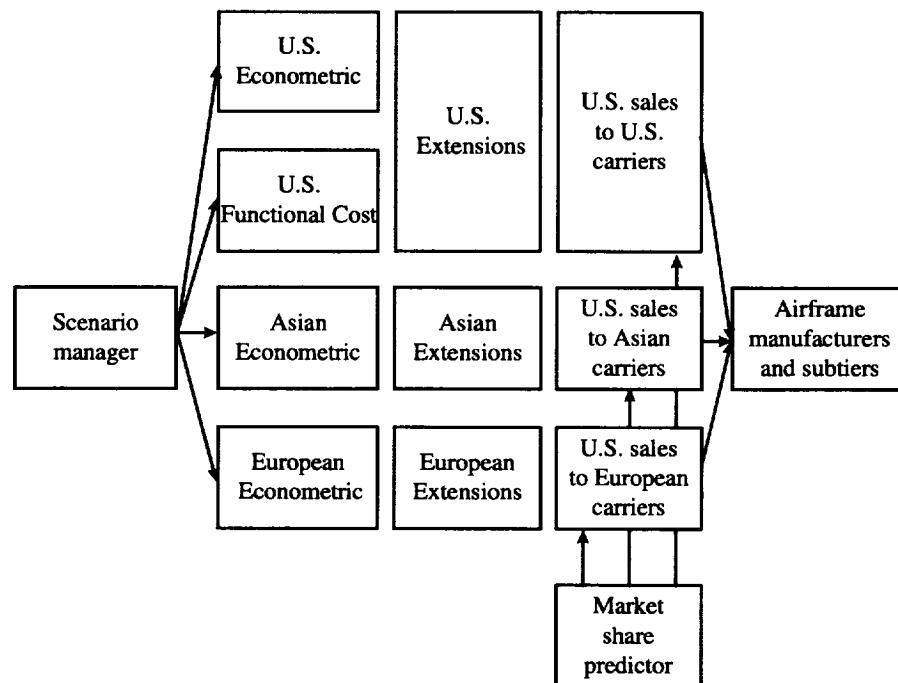 U.S.
Econometric
U.S.
Extensions
U.S. sales
to U.S.
carriers
U.S.
Functional Cost
Scenario
manager
Asian
Econometric
Asian
Extensions
U.S. sales
to Asian
carriers
Airframe
manufacturers
and subtiers
European
Econometric
European
Extensions
U.S. sales
to European
carriers
Market
share
predictor